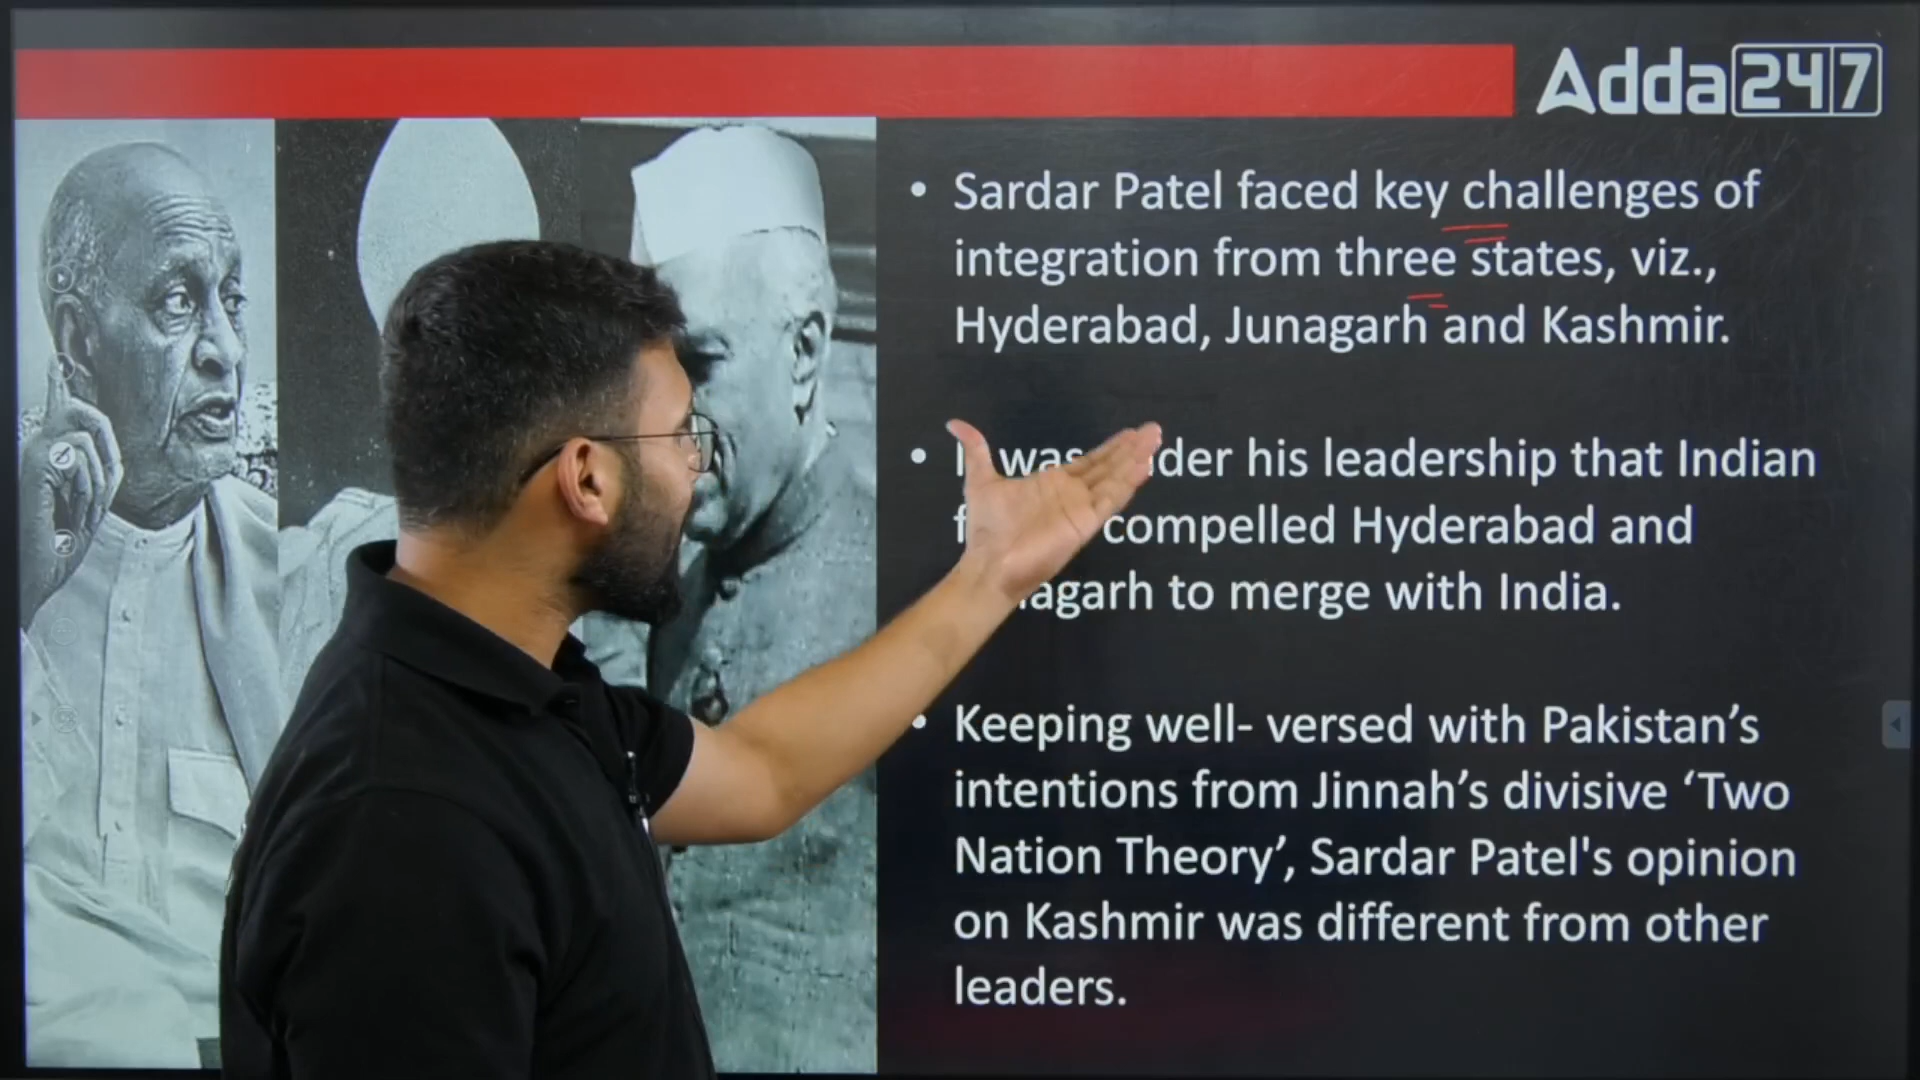 Adda247
• Sardar Patel faced key challenges of
integration from three states, viz.,
Hyderabad, Junagarh and Kashmir.
• was his leadership that Indian
compelled Hyderabad and
to merge with India.
• Keeping well- versed with Pakistan’s
intentions from Jinnah’s divisive ‘Two
Nation Theory’, Sardar Patel's opinion
on Kashmir was different from other
leaders.